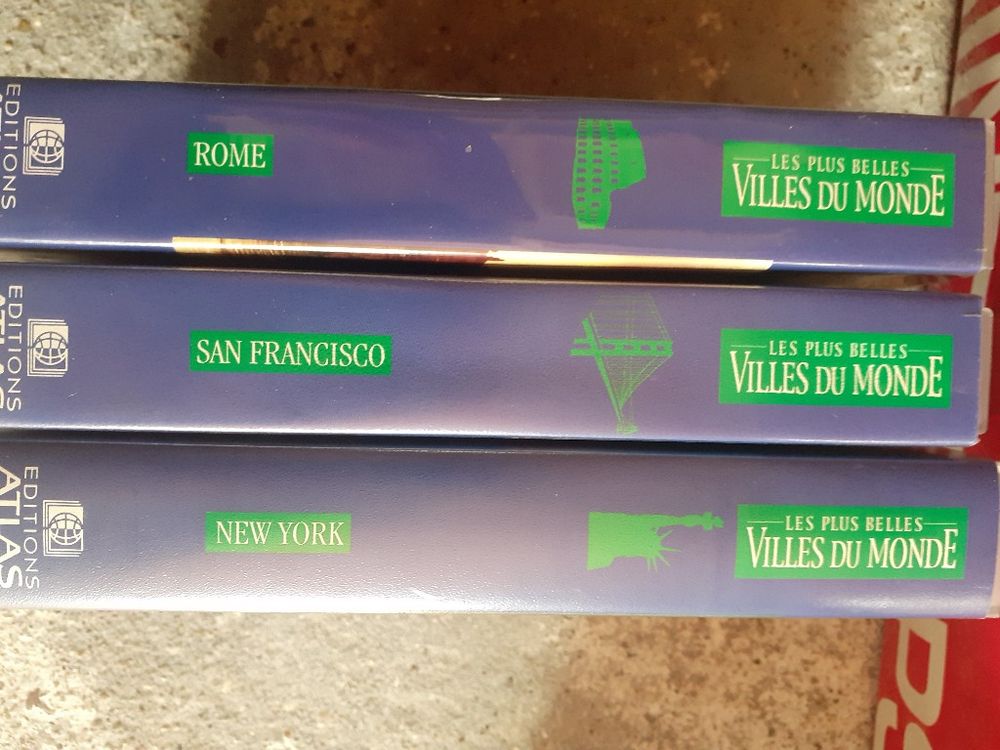 EDITIONS
ROME
LES PLUS BELLES
VILLES DU MONDE
EDITIONS
ATLAS
SAN FRANCISCO
LES PLUS BELLES
VILLES DU MONDE
EDITIONS
ATLAS
NEW YORK
LES PLUS BELLES
VILLES DU MONDE